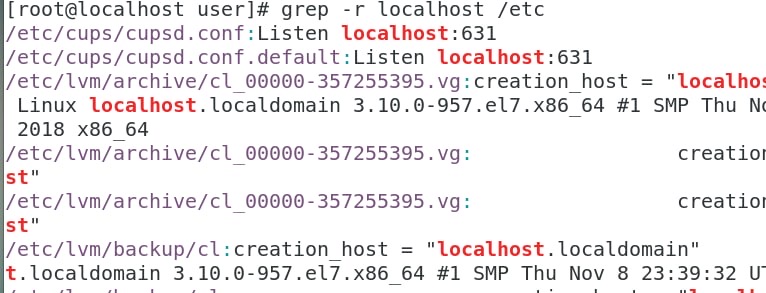 [root@localhost user]# grep -r localhost /etc
/etc/cups/cupsd.conf:Listen localhost:631
/etc/cups/cupsd.conf.default:Listen localhost:631
/etc/lvm/archive/cl_00000-357255395.vg:creation_host = "localhos
Linux localhost.localdomain 3.10.0-957.el7.x86_64 #1 SMP Thu No
2018 x86_64
/etc/lvm/archive/cl_00000-357255395.vg: creation
st"
/etc/lvm/archive/cl_00000-357255395.vg: creation
st"
/etc/lvm/backup/cl:creation_host = "localhost.localdomain"
t.localdomain 3.10.0-957.el7.x86_64 #1 SMP Thu Nov 8 23:39:32 UT